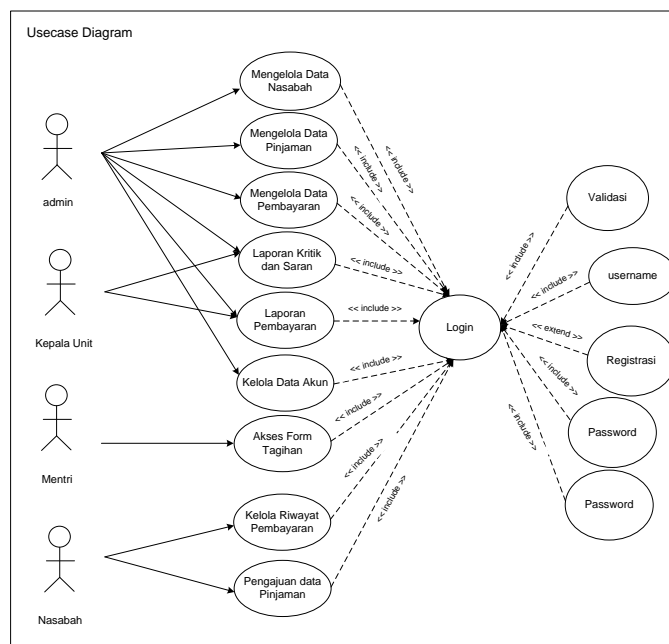 Usecase Diagram
Mengelola Data
Nasabah
Mengelola Data
Pinjaman
Mengelola Data
Pembayaran
Laporan Kritik
dan Saran
Laporan
Pembayaran
Kelola Data Akun
Akses Form
Tagihan
Kelola Riwayat
Pembayaran
Pengajuan data
Pinjaman
admin
Kepala Unit
Mentri
Nasabah
<< include >>
<< include >>
<< include >>
<< include >>
<< include >>
<< include >>
<< include >>
<< include >>
<< include >>
Login
<< include >>
<< include >>
<< extend >>
<< include >>
<< include >>
Validasi
username
Registrasi
Password
Password